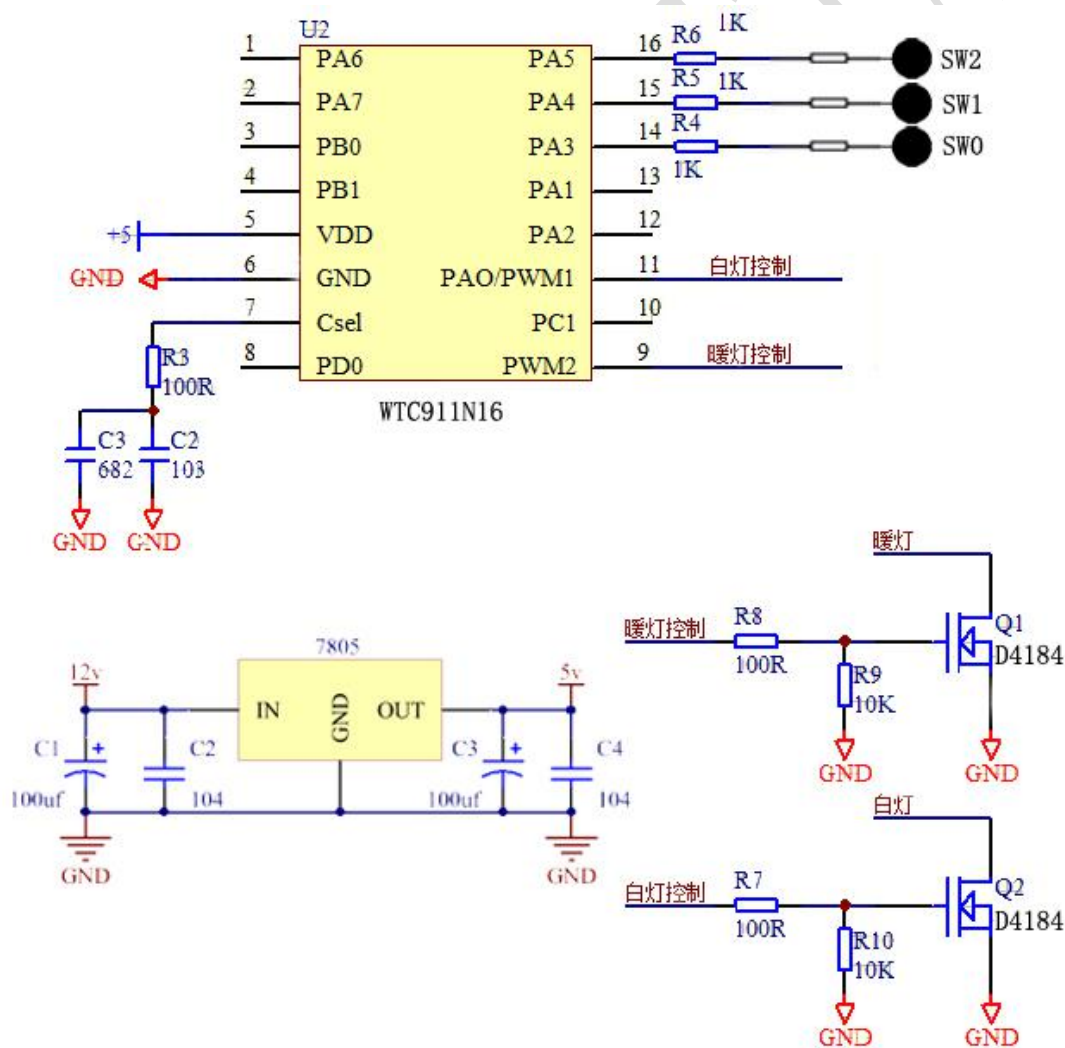 U2
1K
1 PA6 PA5 16 R6 SW2
2 PA7 PA4 15 R5 1K SW1
3 PB0 PA3 14 R4 SW0
1K
4 PB1 PA1 13
+5 5 VDD PA2 12
GND 6 GND PAO/PWM1 11 白灯控制
7 Csel PC1 10
8 PD0 PWM2 9 暖灯控制
R3
100R
WTC911N16
C3 C2
682 103
GND GND
暖灯
暖灯控制 R8 Q1
100R D4184
R9
10K
GND GND
7805
12v 5v
IN GND OUT
C1 + C2 C3 + C4
100uf 104 100uf 104
GND GND
白灯
白灯控制 R7 Q2
100R D4184
R10
10K
GND GND